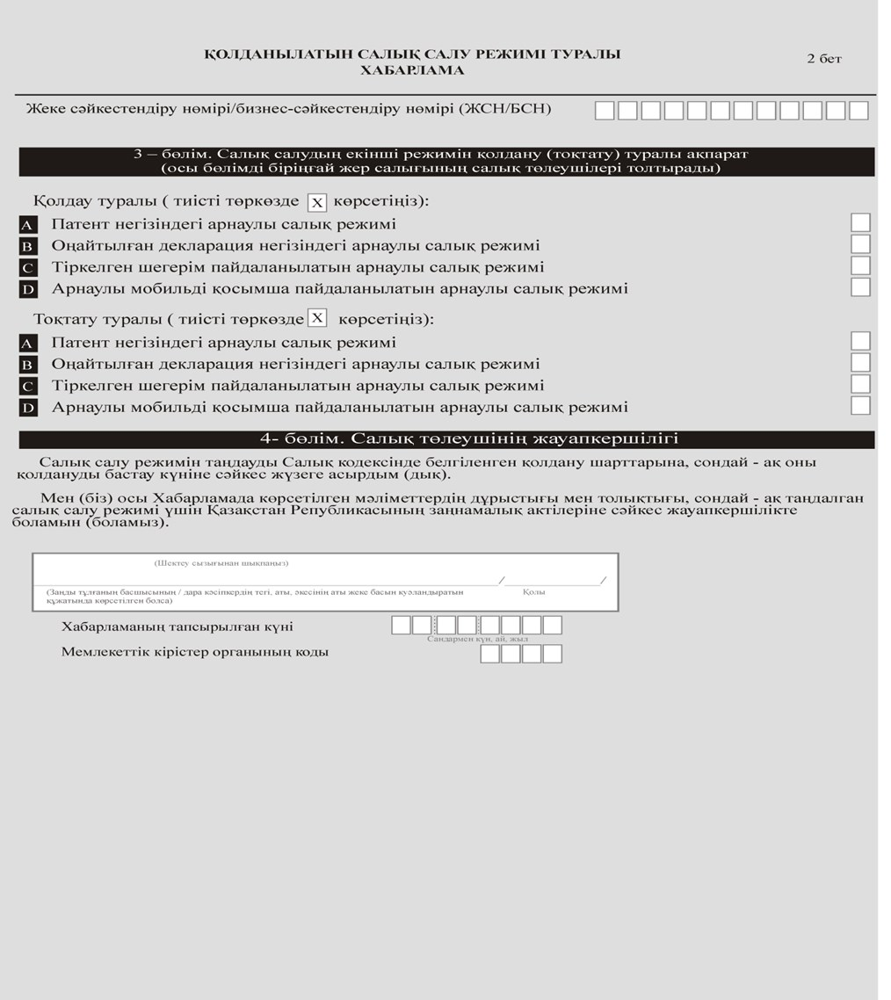 ҚОЛДАНЫЛАТЫН САЛЫҚ САЛУ РЕЖИМІ ТУРАЛЫ
ХАБАРЛАМА
2 бет
Жеке сәйкестендіру нөмірі/бизнес-сәйкестендіру нөмірі (ЖСН/БСН)
3 – бөлім. Салық салудың екінші режимін қолдану (тоқтату) туралы ақпарат
(осы бөлімді біріңғай жер салығының салық төлеушілері толтырады)
Қолдау туралы ( тиісті төркөзде X көрсетіңіз):
A Патент негізіндегі арнаулы салық режимі
B Оңайтылған декларация негізіндегі арнаулы салық режимі
C Тіркелген шегерім пайдаланылатын арнаулы салық режимі
D Арнаулы мобильді қосымша пайдаланылатын арнаулы салық режимі
Тоқтату туралы ( тиісті төркөзде X көрсетіңіз):
A Патент негізіндегі арнаулы салық режимі
B Оңайтылған декларация негізіндегі арнаулы салық режимі
C Тіркелген шегерім пайдаланылатын арнаулы салық режимі
D Арнаулы мобильді қосымша пайдаланылатын арнаулы салық режимі
4- бөлім. Салық төлеушінің жауапкершілігі
Салық салу режимін таңдауды Салық кодексінде белгіленген қолдану шарттарына, сондай - ақ оны
қолдануды бастау күніне сәйкес жүзеге асырдым (дық).
Мен (біз) осы Хабарламада көрсетілген мәліметтердің дұрыстығы мен толықтығы, сондай - ақ таңдалған
салық салу режимі үшін Қазақстан Републикасының заңнамалық актілеріне сәйкес жауапкершілікте
боламын (боламыз).
(Шектеу сызығынан шықпаңыз)
/ /
(Заңды тұлғаның басшысының / дара кәсіпкердің тегі, аты, әкесінің аты жеке басын куәландыратын
құжатында көрсетілген болса)
Қолы
Хабарламаның тапсырылған күні
Сандармен күн, ай, жыл
Мемлекеттік кірістер органының коды